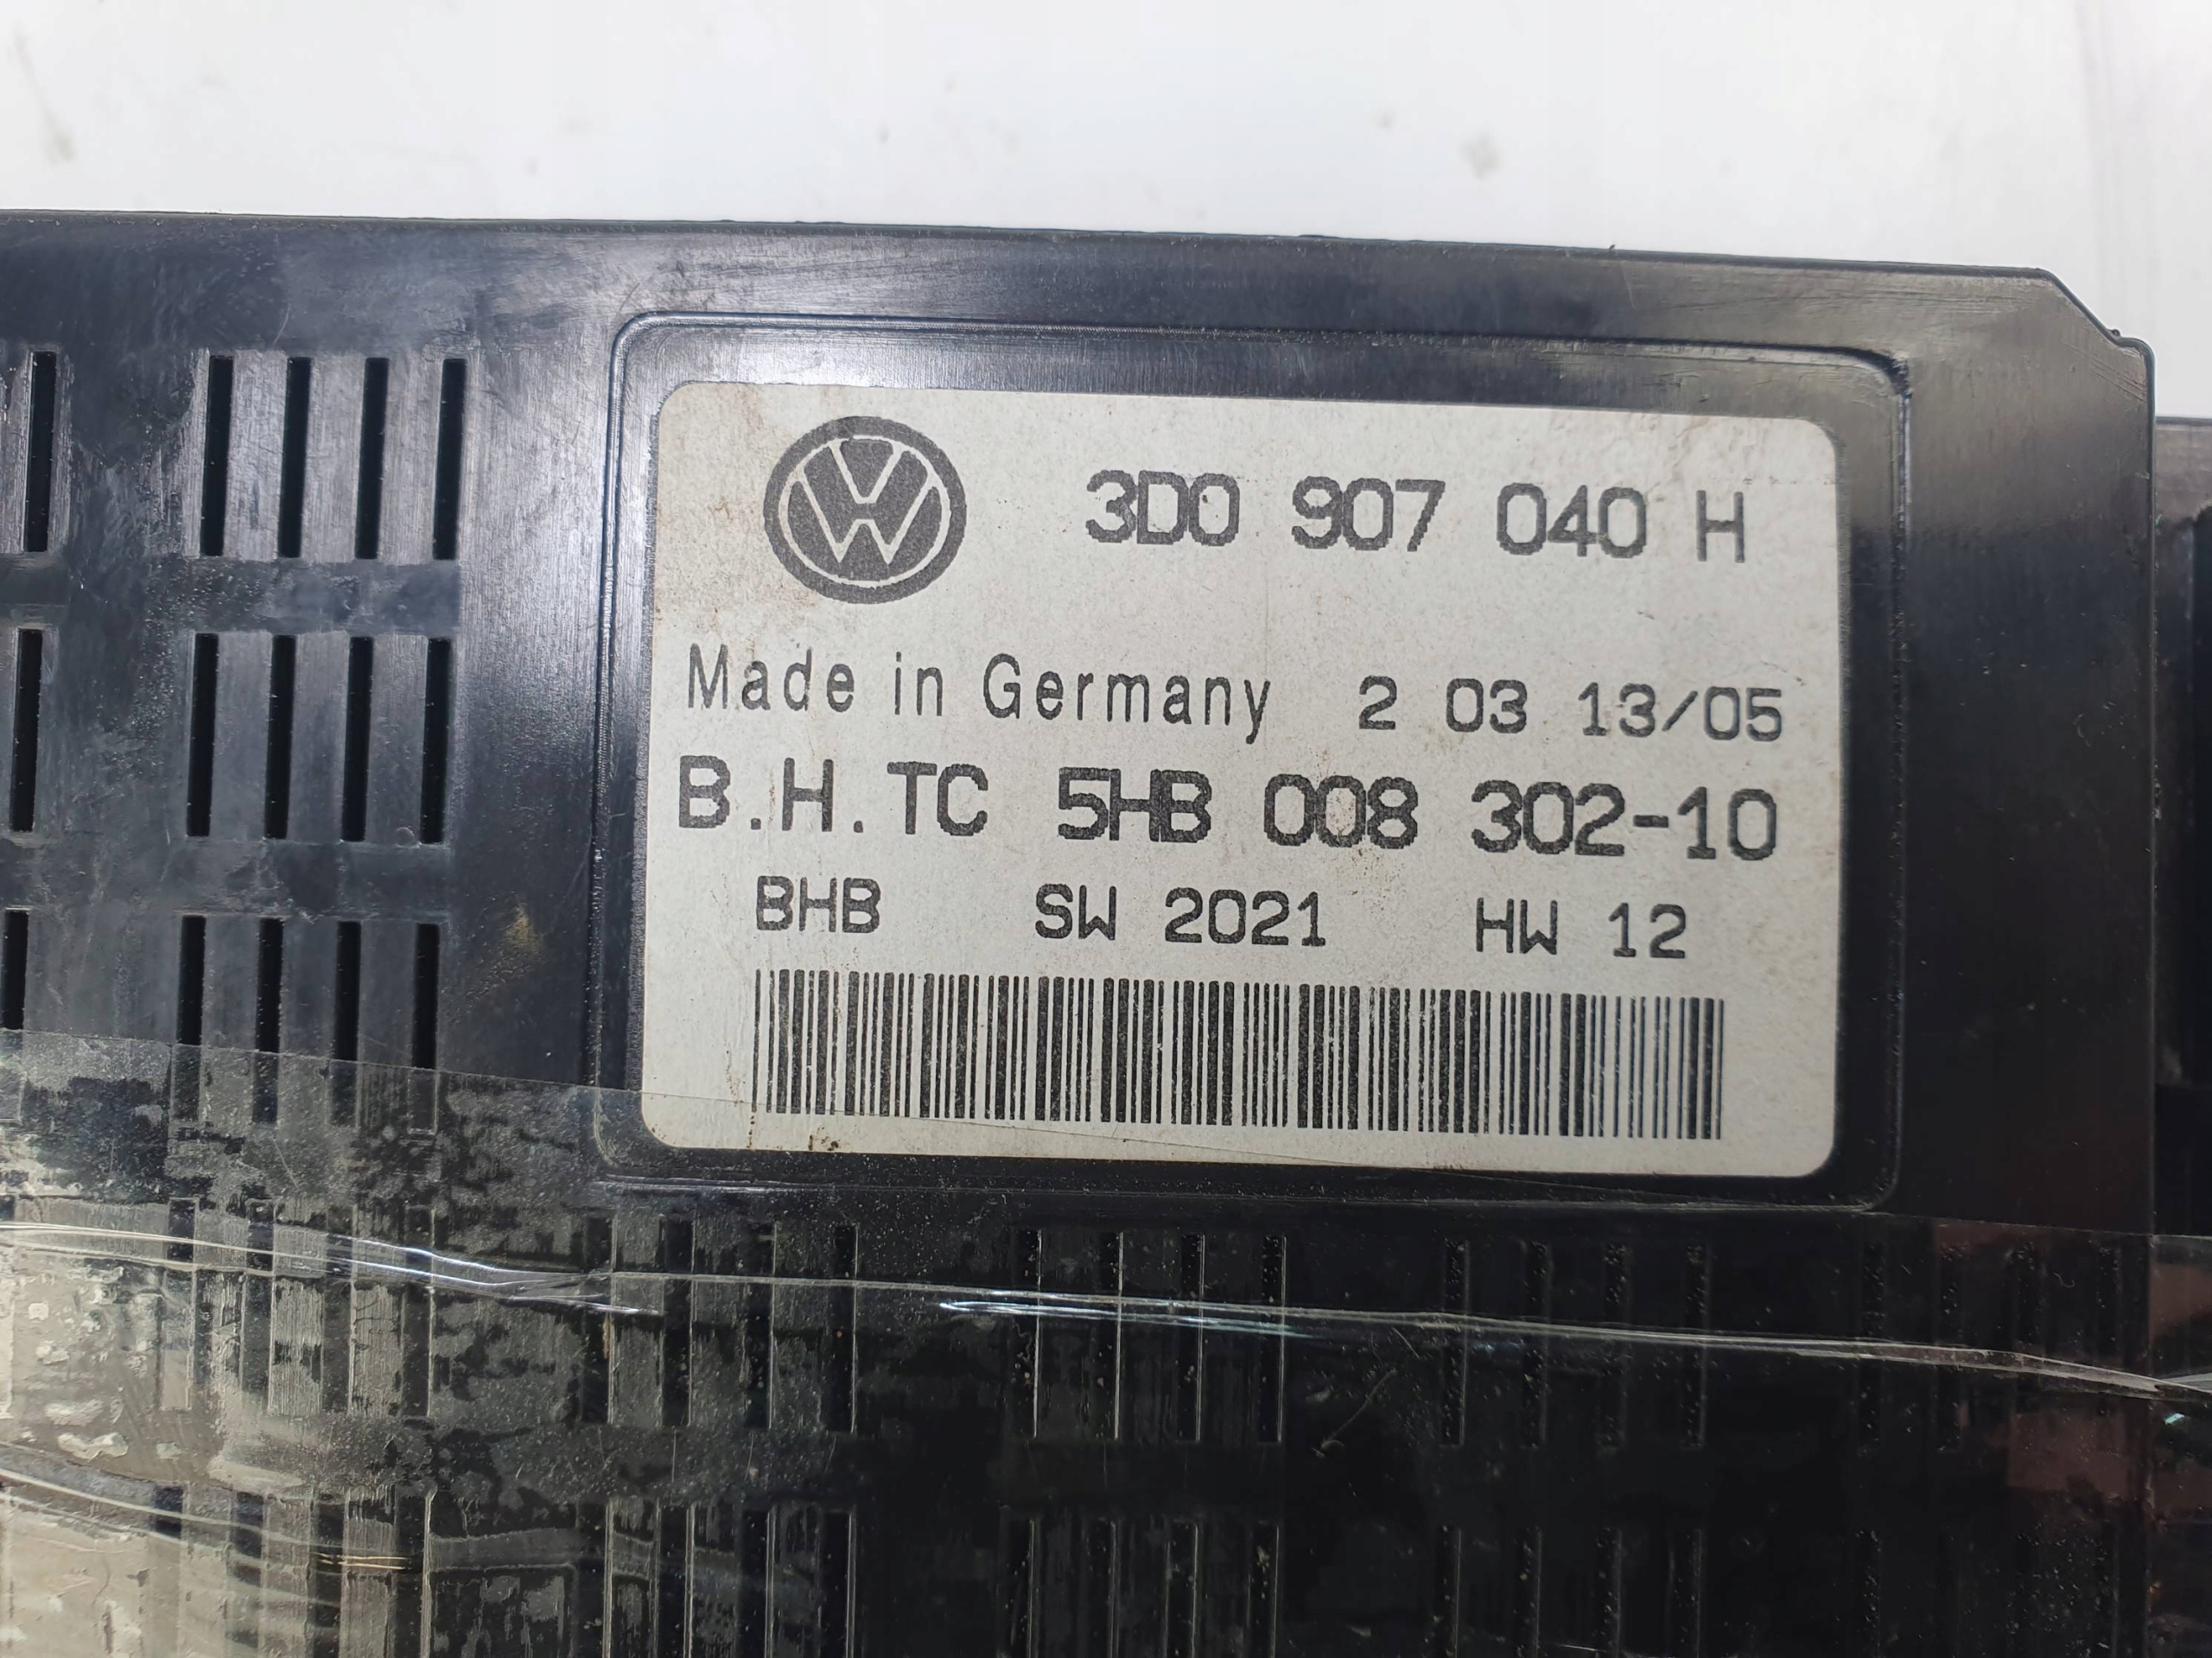 3D0 907 040 H
Made in Germany 2 03 13/05
B.H.TC 5HB 008 302-10
BHB SW 2021 HW 12